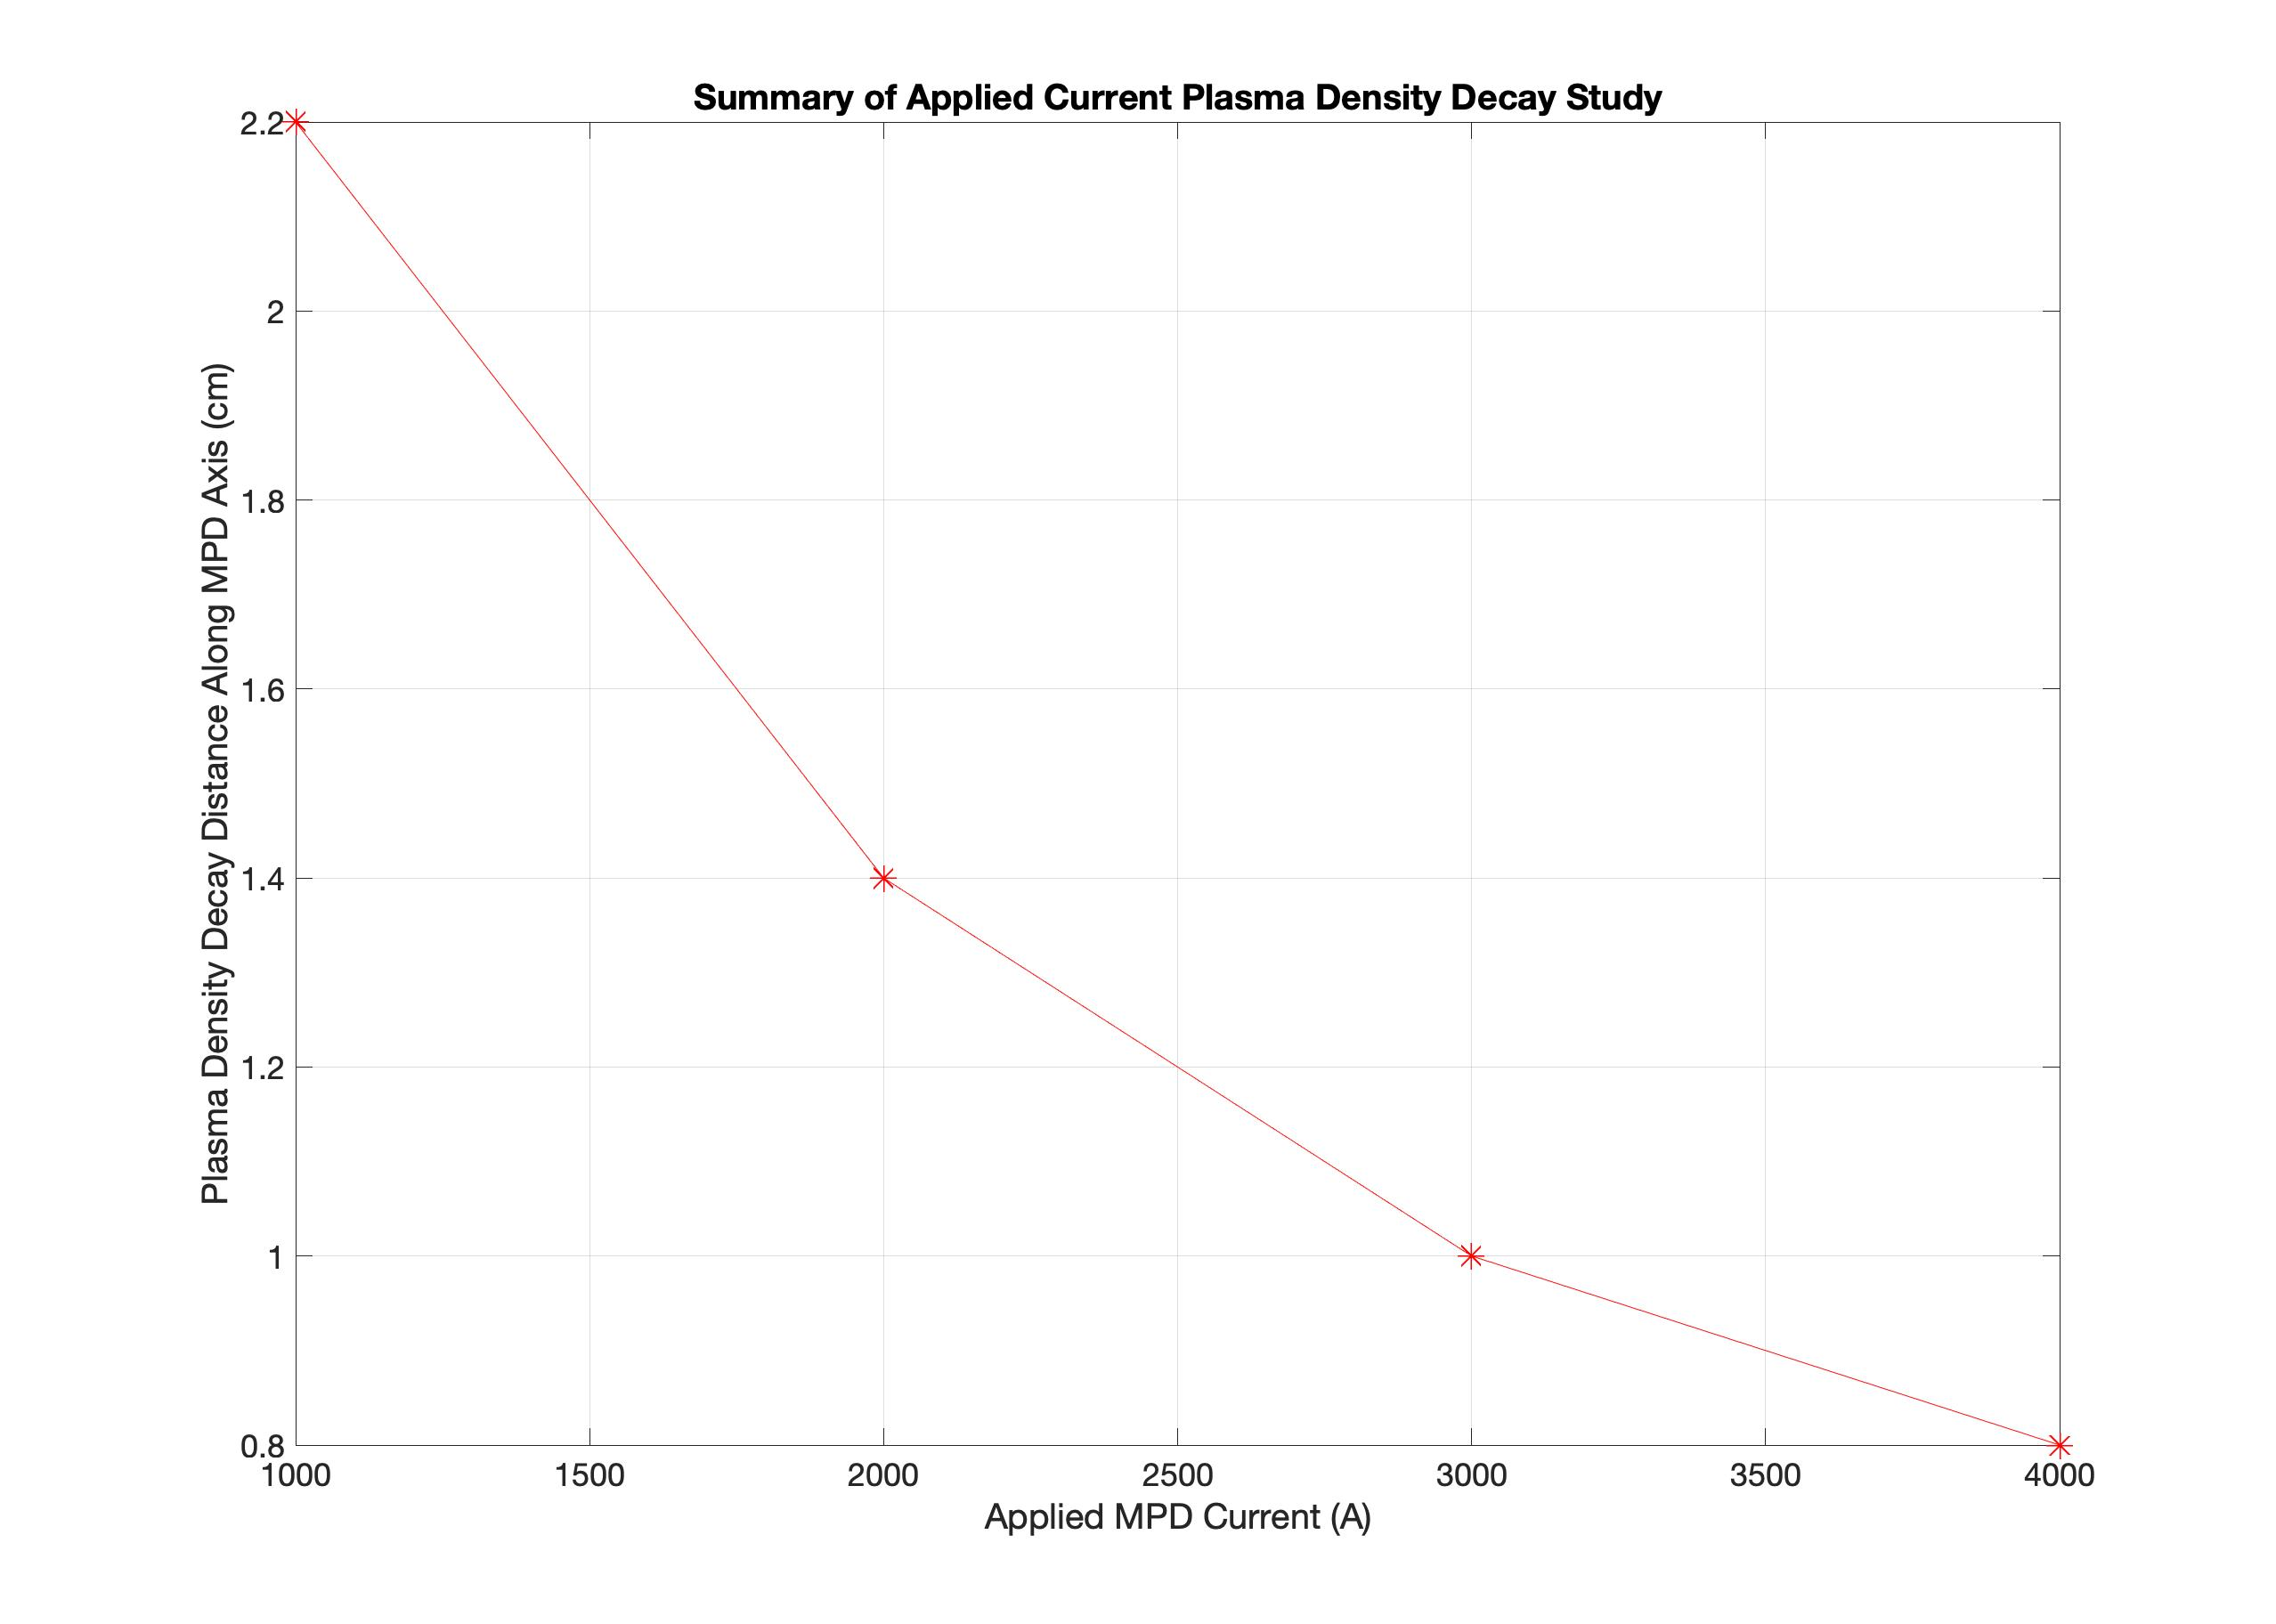 Summary of Applied Current Plasma Density Decay Study
Plasma Density Decay Distance Along MPD Axis (cm)
2.2
2
1.8
1.6
1.4
1.2
1
0.8
1000 1500 2000 2500 3000 3500 4000
Applied MPD Current (A)